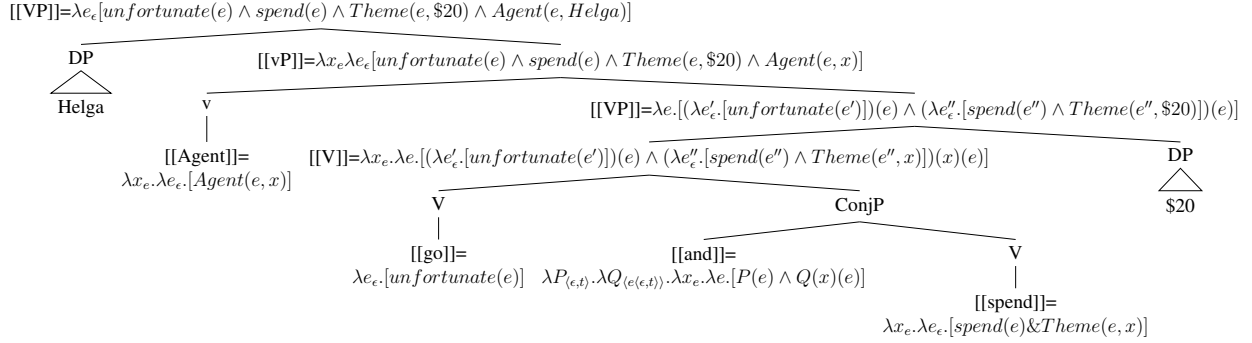 [[VP]]=λe_ϵ[unfortunate(e) ∧ spend(e) ∧ Theme(e, $20) ∧ Agent(e, Helga)]
DP [[vP]]=λx_eλe_ϵ[unfortunate(e) ∧ spend(e) ∧ Theme(e, $20) ∧ Agent(e, x)]
Helga v [[VP]]=λe.[(λe′_ϵ.[unfortunate(e′)])(e) ∧ (λe″_ϵ.[spend(e″) ∧ Theme(e″, $20)])(e)]
[[Agent]]= [[V]]=λx_e.λe.[(λe′_ϵ.[unfortunate(e′)])(e) ∧ (λe″_ϵ.[spend(e″) ∧ Theme(e″, x)])(x)(e)] DP
λx_e.λe_ϵ.[Agent(e, x)] V ConjP $20
[[go]]= [[and]]= V
λe_ϵ.[unfortunate(e)] λP_⟨ϵ,t⟩.λQ_⟨e⟨ϵ,t⟩⟩.λx_e.λe.[P(e) ∧ Q(x)(e)]
[[spend]]=
λx_e.λe_ϵ.[spend(e)&Theme(e, x)]